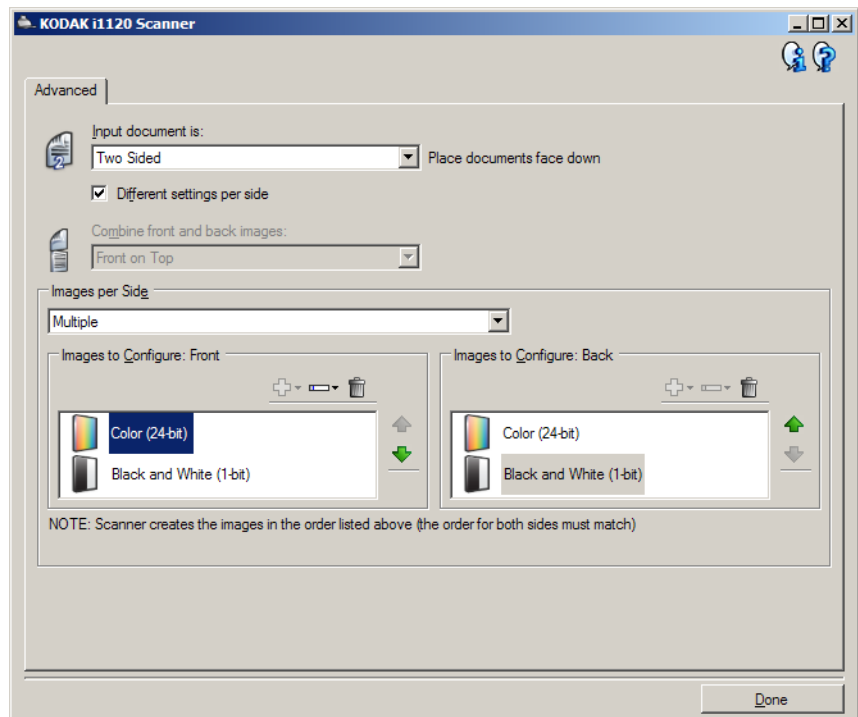 KODAK i1120 Scanner
Advanced
Input document is:
Two Sided
Place documents face down
Different settings per side
Combine front and back images:
Front on Top
Images per Side
Multiple
Images to Configure: Front
Images to Configure: Back
Color (24-bit)
Black and White (1-bit)
Color (24-bit)
Black and White (1-bit)
NOTE: Scanner creates the images in the order listed above (the order for both sides must match)
Done